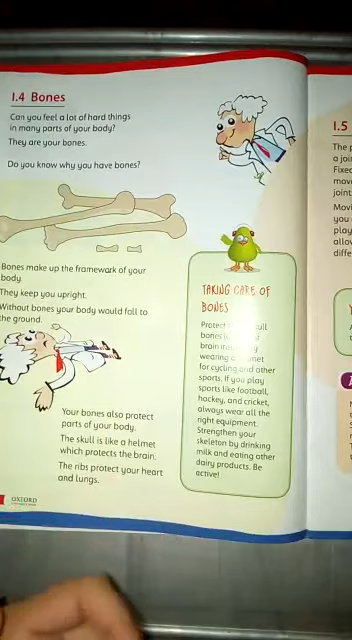 1.4 Bones
Can you feel a lot of hard things
in many parts of your body?
They are your bones.
Do you know why you have bones?
Bones make up the framework of your
body.
They keep you upright.
Without bones your body would fall to
the ground.
Your bones also protect
parts of your body.
The skull is like a helmet
which protects the brain.
The ribs protect your heart
and lungs.
OXFORD
TAKING CARE OF
BONES
Protect
bones
brain
wearing
for cycling and other
sports. If you play
sports like football,
hockey, and cricket,
always wear all the
right equipment.
Strengthen your
skeleton by drinking
milk and eating other
dairy products. Be
active!
1.5
The
a
Fixed
joint
you